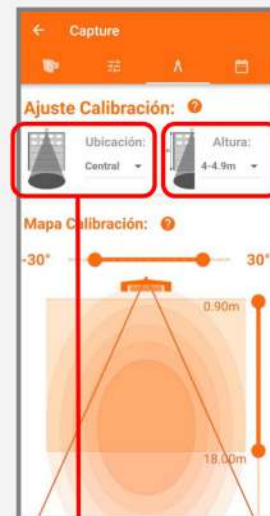 Capture
Ajuste Calibración: ?
Ubicación: Altura:
Central 4-4.9m
Mapa Calibración: ?
-30° 30°
0.90m
18.00m